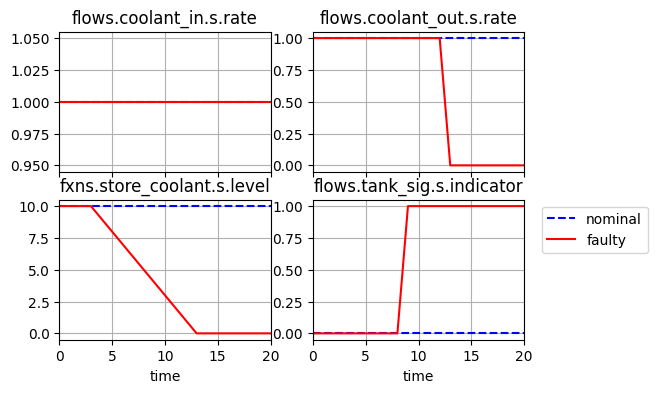 flows.coolant_in.s.rate
flows.coolant_out.s.rate
1.050
1.025
1.000
0.975
0.950
1.00
0.75
0.50
0.25
0.00
fxns.store_coolant.s.level
flows.tank_sig.s.indicator
10.0
7.5
5.0
2.5
0.0
0 5 10 15 20
time
1.00
0.75
0.50
0.25
0.00
0 5 10 15 20
time
nominal
faulty